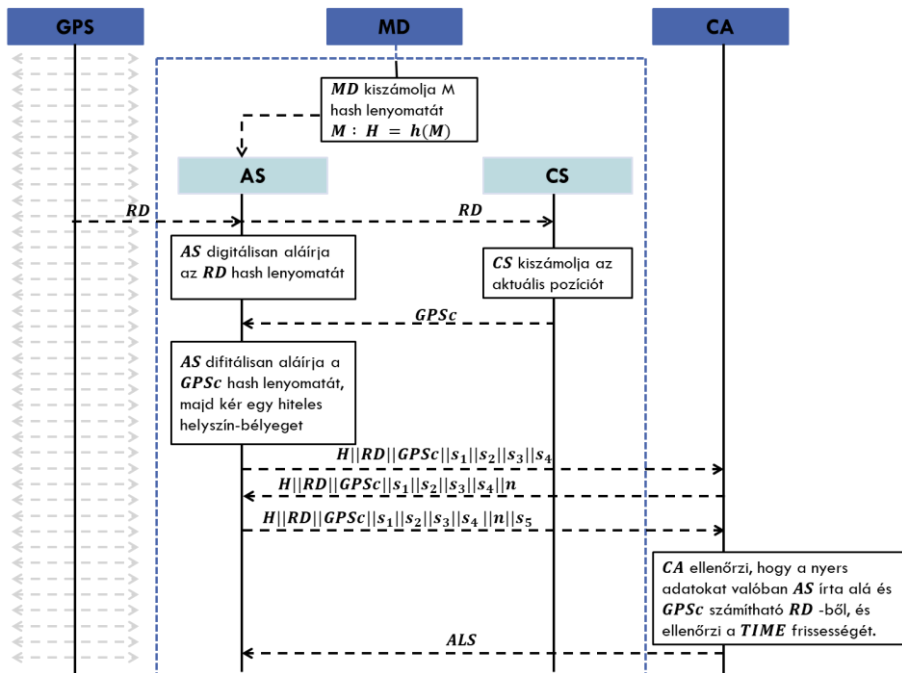 GPS
MD
CA
MD kiszámolja M
hash lenyomatát
M : H = h(M)
AS
CS
RD
RD
AS digitálisan aláírja
az RD hash lenyomatát
CS kiszámolja az
aktuális pozíciót
GPSc
AS difitálisan aláírja a
GPSc hash lenyomatát,
majd kér egy hiteles
helyszín-bélyeget
H||RD||GPSc||s₁||s₂||s₃||s₄
H||RD||GPSc||s₁||s₂||s₃||s₄||n
H||RD||GPSc||s₁||s₂||s₃||s₄ ||n||s₅
CA ellenőrzi, hogy a nyers
adatokat valóban AS írta alá és
GPSc számítható RD -ből, és
ellenőrzi a TIME frissességét.
ALS